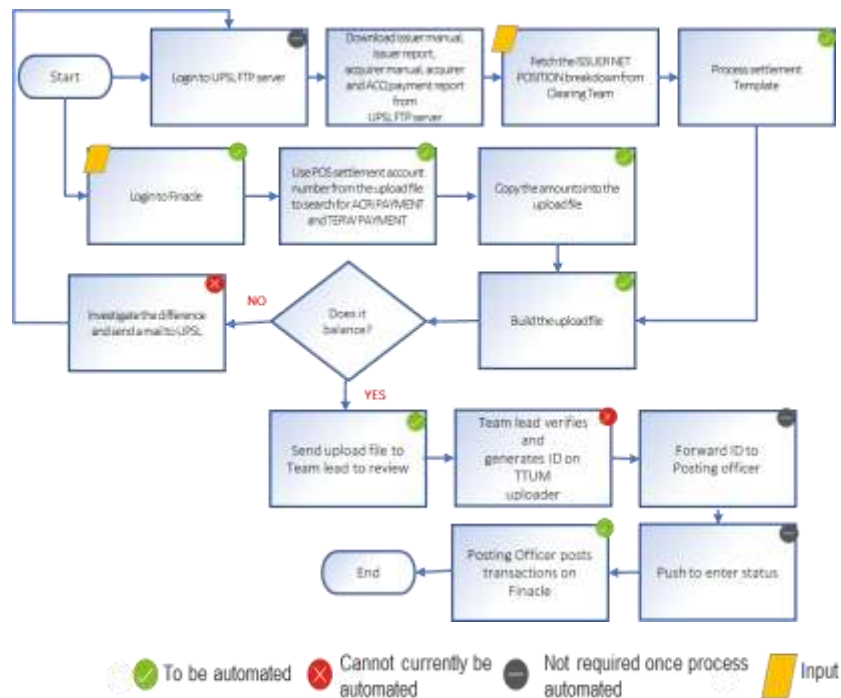 Start
Login to UPSL FTP server
Download issuer manual,
issuer report,
acquirer manual, acquirer
and ACQ payment report
from
UPSL FTP server
Fetch the ISSUER NET
POSITION breakdown from
Clearing Team
Process settlement
Template
Login to Finacle
Use POS settlement account
number from the upload file
to search for ACRI PAYMENT
and TERW PAYMENT
Copy the amounts into the
upload file
Investigate the difference
and send a mail to UPSL
NO
Does it
balance?
Build the upload file
YES
Send upload file to
Team lead to review
Team lead verifies
and
generates ID on
TTUM
uploader
Forward ID to
Posting officer
End
Posting Officer posts
transactions on
Finacle
Push to enter status
To be automated
Cannot currently be
automated
Not required once process
automated
Input